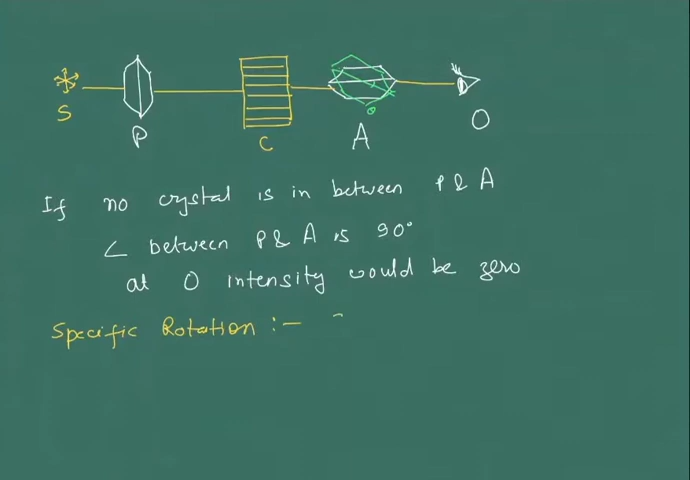 S P C A O
If no crystal is in between P & A
∠ between P & A is 90°
at O intensity would be zero
Specific Rotation :-